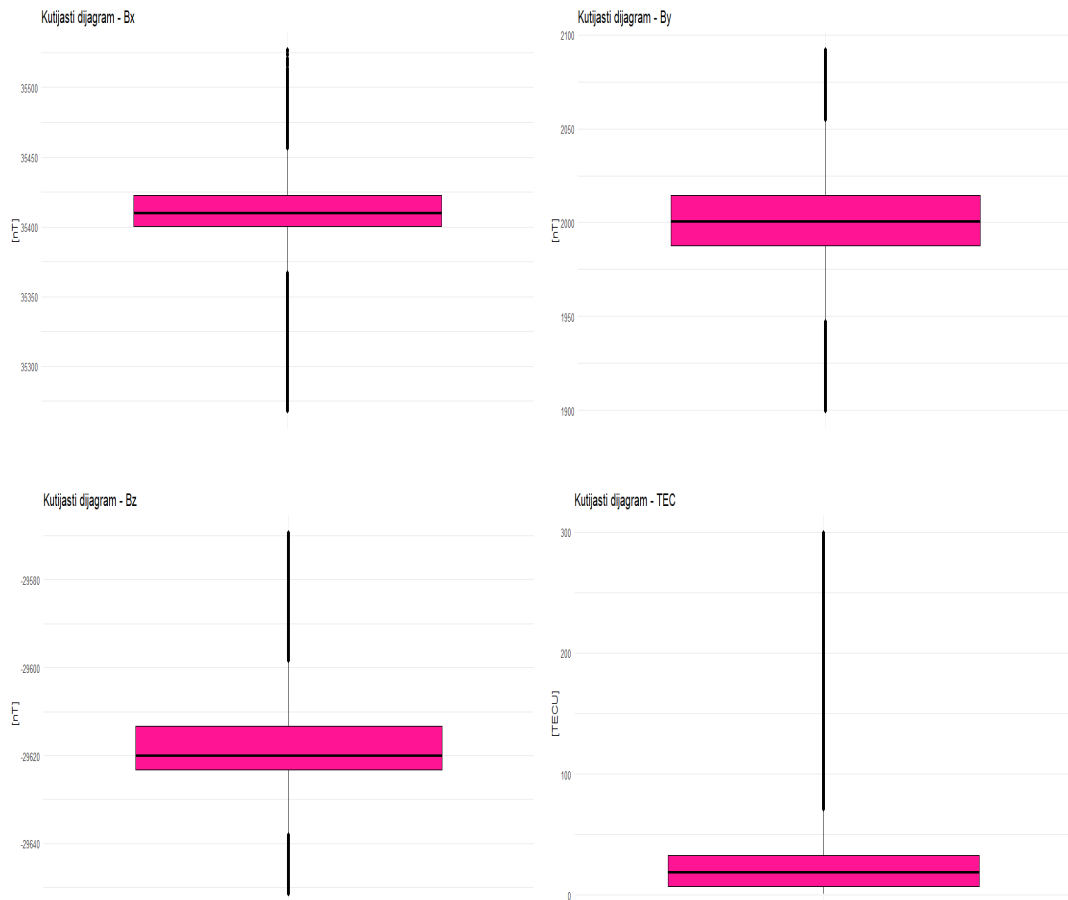 Kutijasti dijagram - Bx
35500
35450
35400
35350
35300
[nT]
Kutijasti dijagram - By
2100
2050
2000
1950
1900
[nT]
Kutijasti dijagram - Bz
-29580
-29600
-29620
-29640
[nT]
Kutijasti dijagram - TEC
300
200
100
0
[TECU]